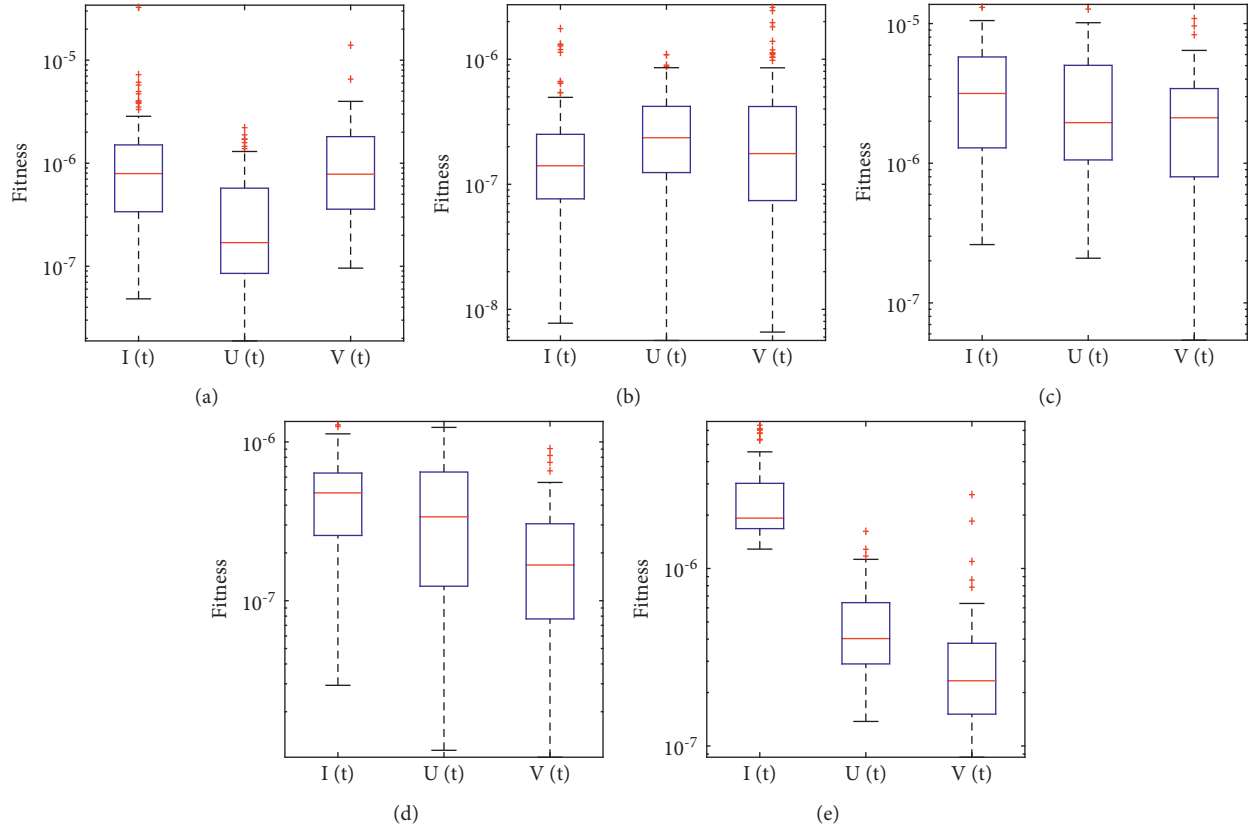 10⁻⁵
10⁻⁶
10⁻⁷
Fitness
I (t) U (t) V (t)
(a)
10⁻⁶
10⁻⁷
10⁻⁸
Fitness
I (t) U (t) V (t)
(b)
10⁻⁵
10⁻⁶
10⁻⁷
Fitness
I (t) U (t) V (t)
(c)
10⁻⁶
10⁻⁷
Fitness
I (t) U (t) V (t)
(d)
10⁻⁶
10⁻⁷
Fitness
I (t) U (t) V (t)
(e)